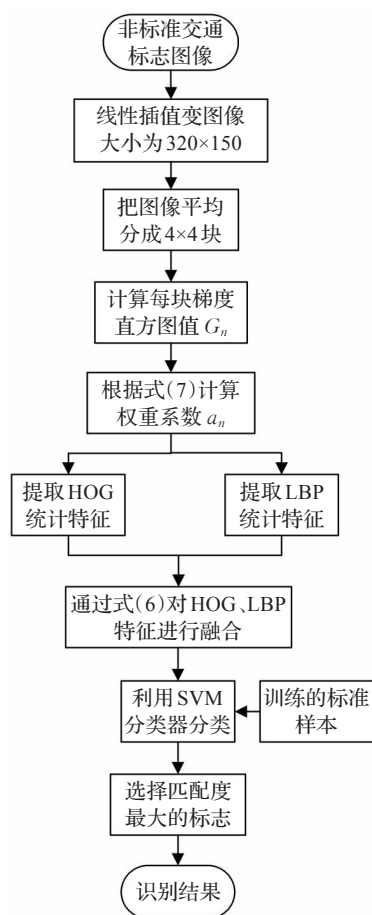 非标准交通
标志图像
线性插值变图像
大小为320×150
把图像平均
分成4×4块
计算每块梯度
直方图值 Gn
根据式(7)计算
权重系数 an
提取HOG
统计特征
提取LBP
统计特征
通过式(6)对HOG、LBP
特征进行融合
利用SVM
分类器分类
训练的标准
样本
选择匹配度
最大的标志
识别结果